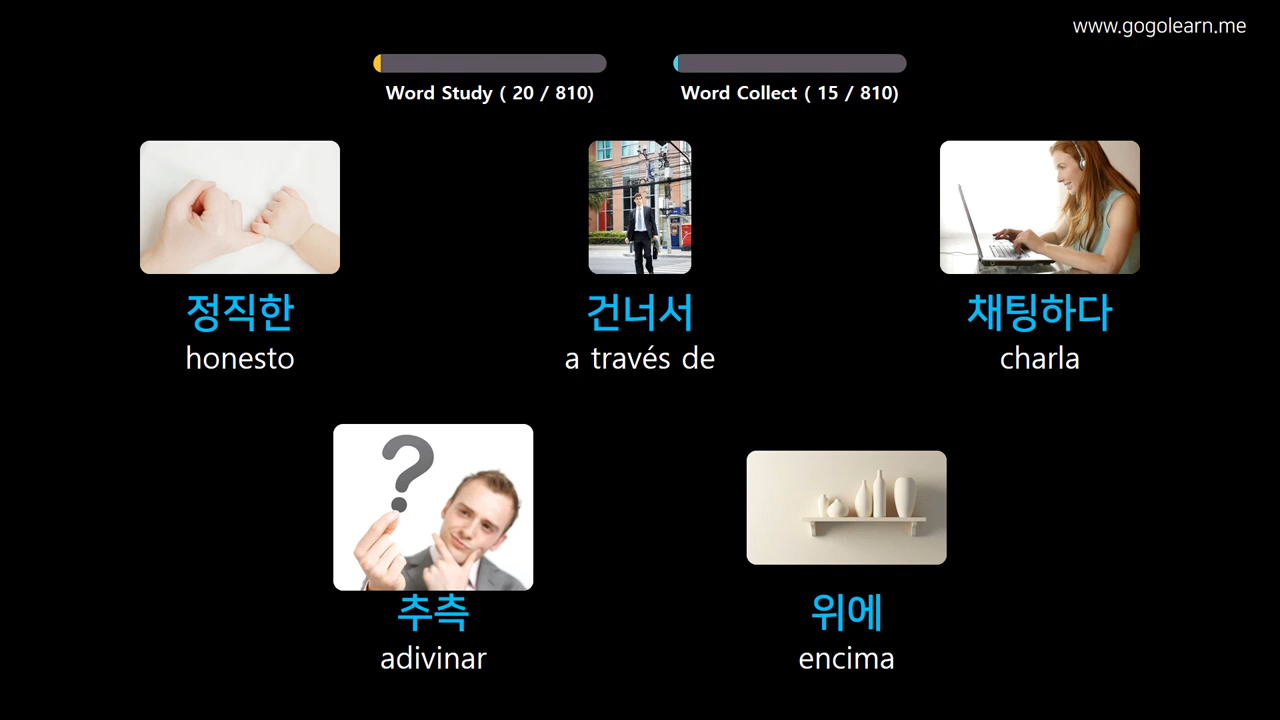 www.gogolearn.me
Word Study ( 20 / 810)
Word Collect ( 15 / 810)
정직한
honesto
건너서
a través de
채팅하다
charla
?
추측
adivinar
위에
encima